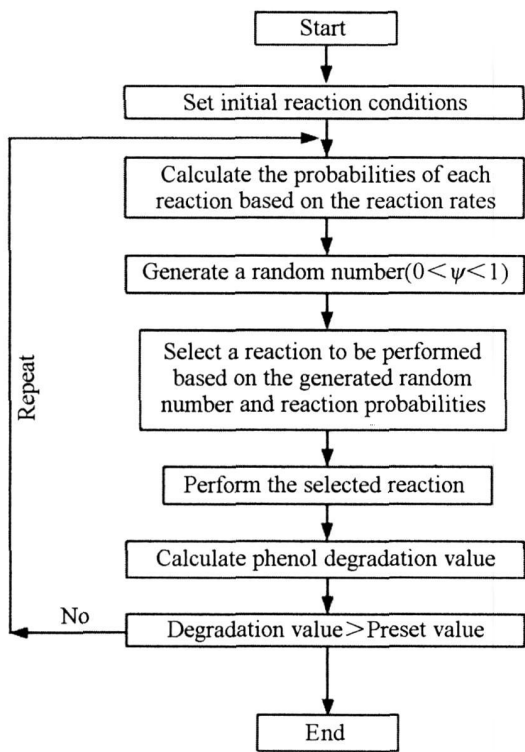 Start
Set initial reaction conditions
Calculate the probabilities of each
reaction based on the reaction rates
Generate a random number(0<ψ<1)
Select a reaction to be performed
based on the generated random
number and reaction probabilities
Repeat
Perform the selected reaction
Calculate phenol degradation value
No
Degradation value>Preset value
End